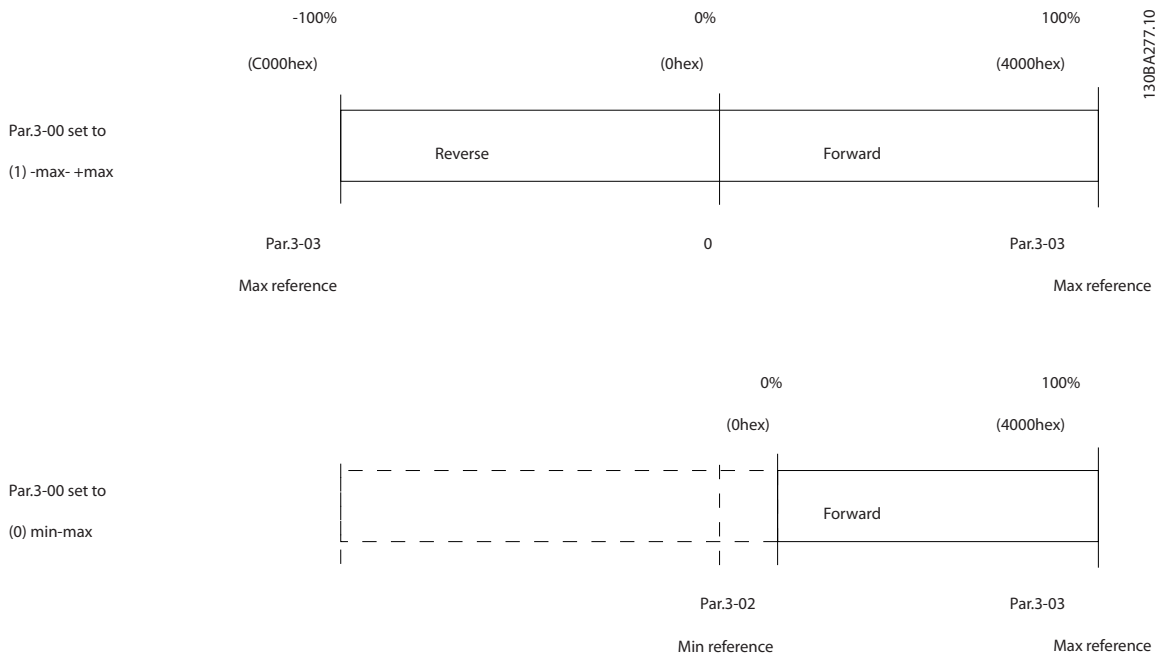 -100% 0% 100%
(C000hex) (0hex) (4000hex)
130BA277.10
Par.3-00 set to
(1) -max- +max
Reverse Forward
Par.3-03 0 Par.3-03
Max reference Max reference
0% 100%
(0hex) (4000hex)
Par.3-00 set to
(0) min-max
Forward
Par.3-02 Par.3-03
Min reference Max reference